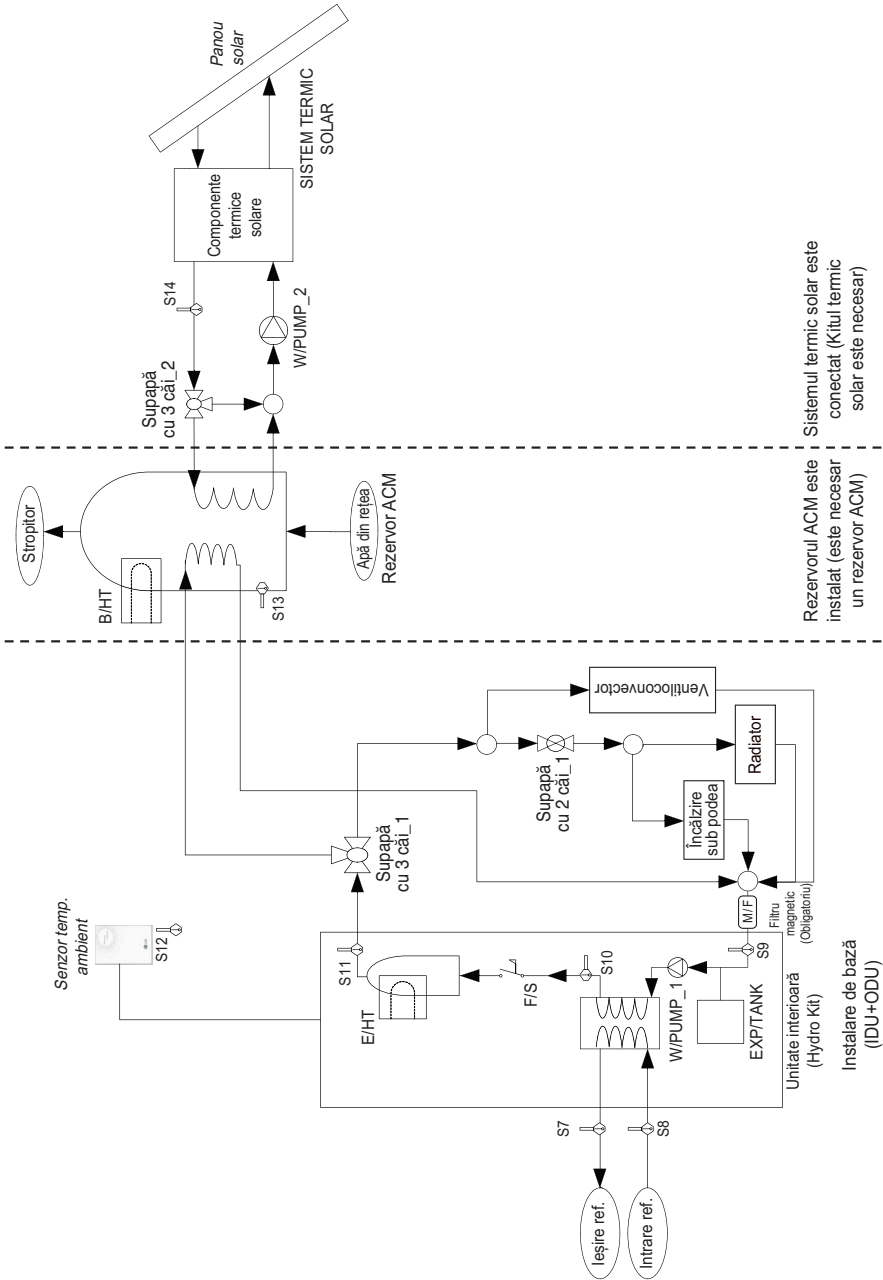 Panou
solar
SISTEM TERMIC
SOLAR
Componente
termice
solare
S14
W/PUMP_2
Supapă
cu 3 căi_2
Sistemul termic solar este
conectat (Kitul termic
solar este necesar)
Stropitor
B/HT
S13
Apă din rețea
Rezervor ACM
Rezervorul ACM este
instalat (este necesar
un rezervor ACM)
Ventiloconvector
Supapă
cu 2 căi_1
Radiator
Încălzire
sub podea
Supapă
cu 3 căi_1
M/F
Filtru
magnetic
(Obligatoriu)
Senzor temp.
ambient
S12
S11
E/HT
F/S
S10
W/PUMP_1
S9
EXP/TANK
Unitate interioară
(Hydro Kit)
Instalare de bază
(IDU+ODU)
S7
S8
Ieșire ref.
Intrare ref.